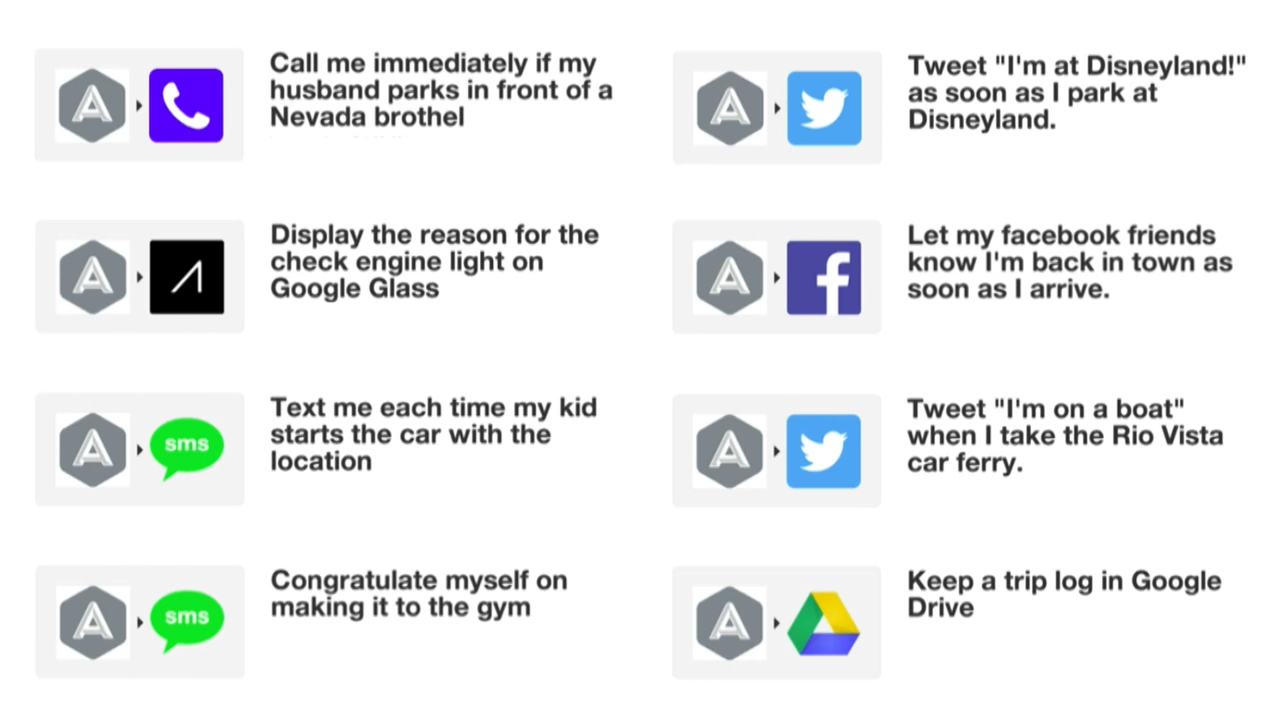 Call me immediately if my
husband parks in front of a
Nevada brothel
Tweet "I'm at Disneyland!"
as soon as I park at
Disneyland.
Display the reason for the
check engine light on
Google Glass
Let my facebook friends
know I'm back in town as
soon as I arrive.
sms
Text me each time my kid
starts the car with the
location
Tweet "I'm on a boat"
when I take the Rio Vista
car ferry.
sms
Congratulate myself on
making it to the gym
Keep a trip log in Google
Drive